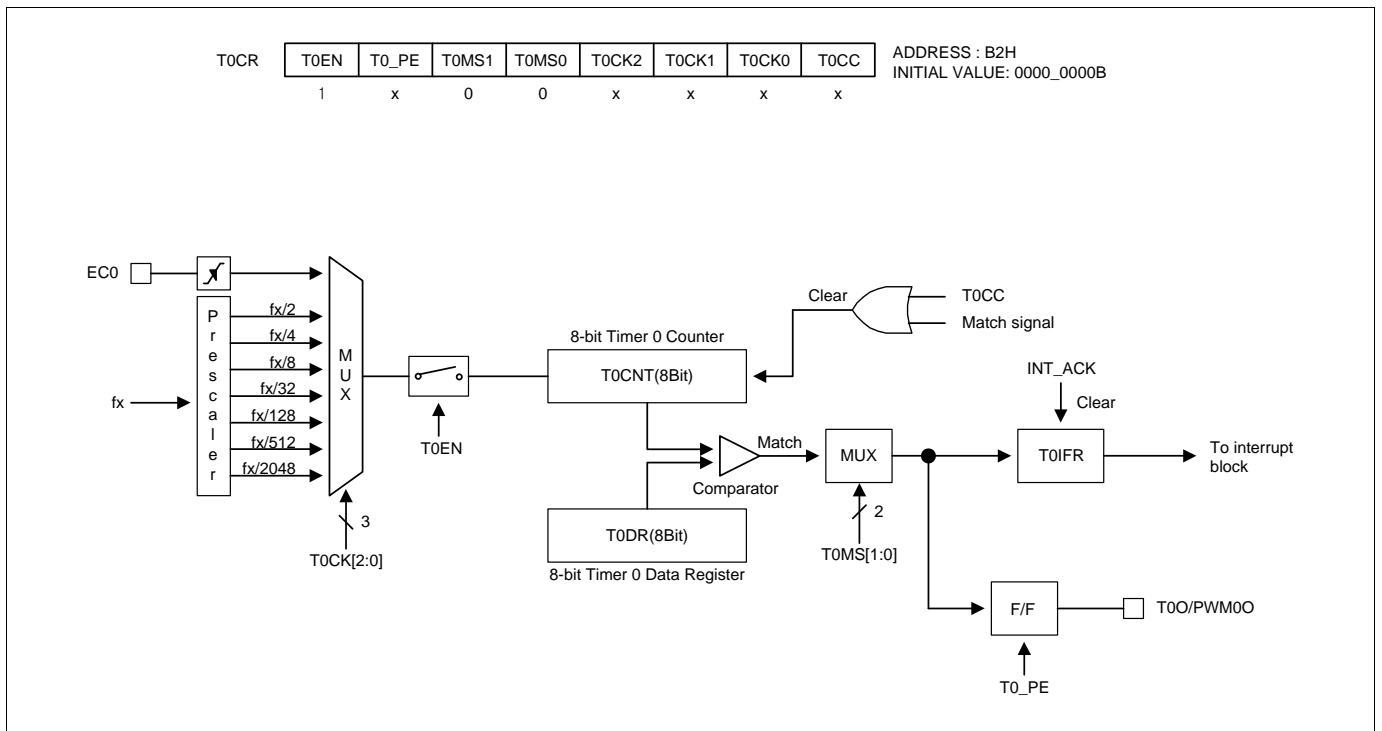 T0CR T0EN T0_PE T0MS1 T0MS0 T0CK2 T0CK1 T0CK0 T0CC ADDRESS : B2H
INITIAL VALUE: 0000_0000B
1 x 0 0 x x x x
EC0
Prescaler
fx
fx/2
fx/4
fx/8
fx/32
fx/128
fx/512
fx/2048
MUX
3
T0CK[2:0]
T0EN
8-bit Timer 0 Counter
T0CNT(8Bit)
Clear
T0CC
Match signal
Match
Comparator
T0DR(8Bit)
8-bit Timer 0 Data Register
MUX
2
T0MS[1:0]
INT_ACK
Clear
T0IFR
To interrupt
block
F/F
T0O/PWM0O
T0_PE